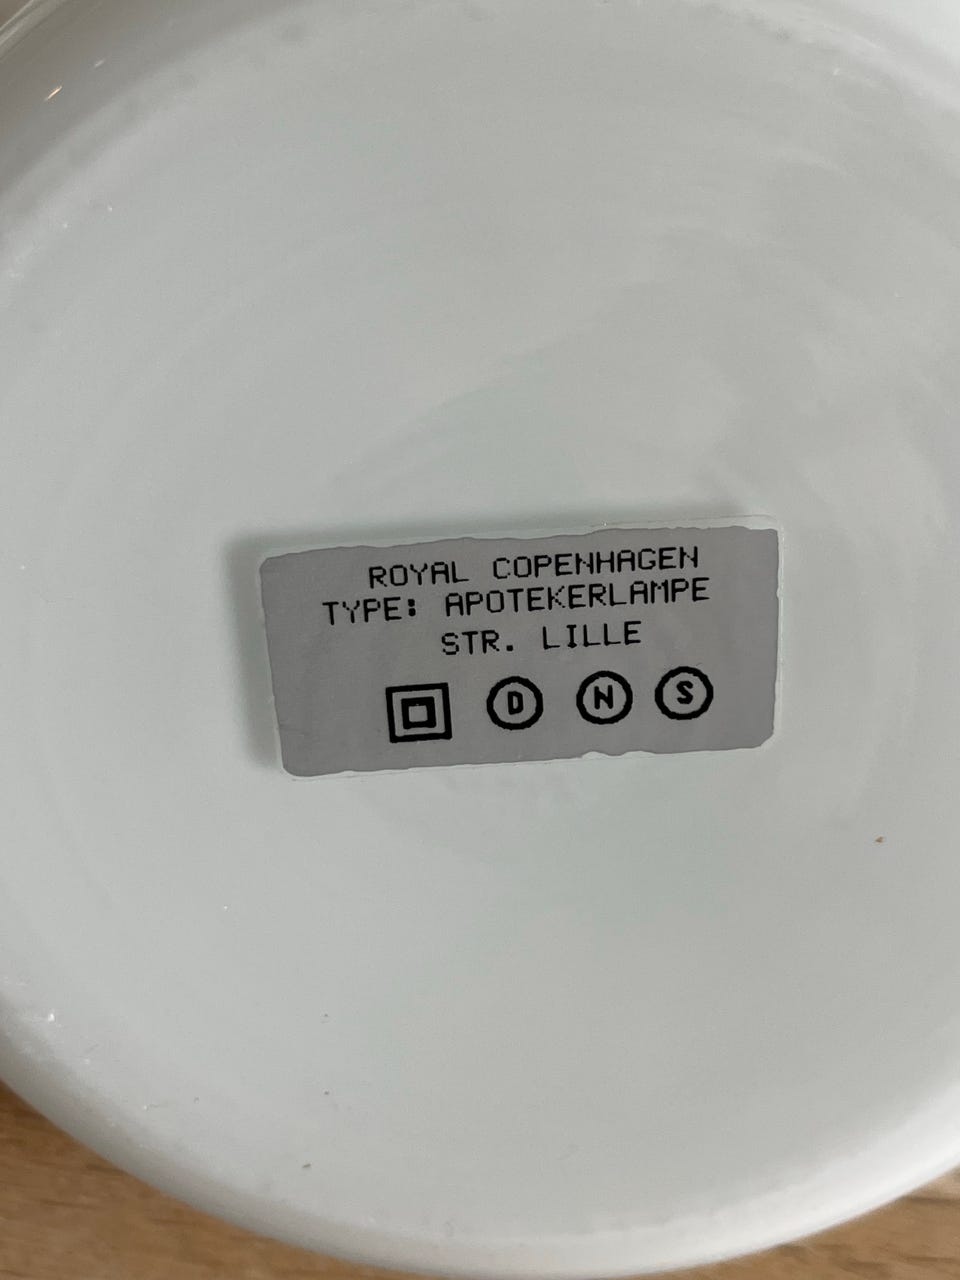 ROYAL COPENHAGEN
TYPE: APOTEKERLAMPE
STR. LILLE
D N S